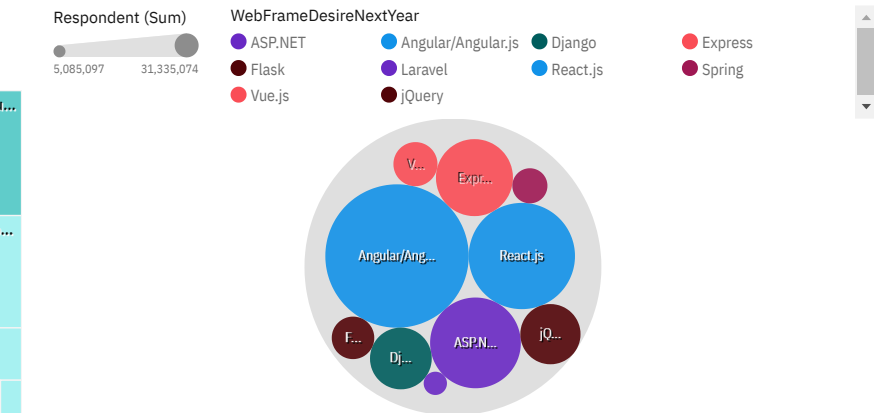 Respondent (Sum)
5,085,097 31,335,074
WebFrameDesireNextYear
ASP.NET Angular/Angular.js Django Express
Flask Laravel React.js Spring
Vue.js jQuery
...
...
V...
Expr...
Angular/Ang...
React.js
F...
Dj...
ASP.N...
jQ...